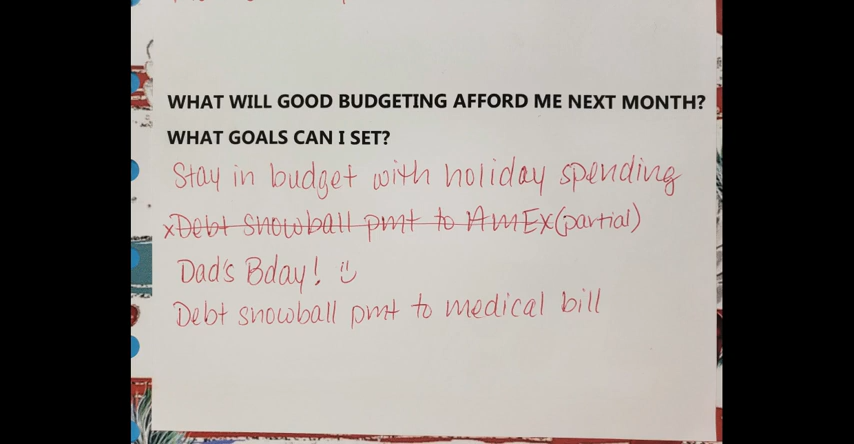 WHAT WILL GOOD BUDGETING AFFORD ME NEXT MONTH?
WHAT GOALS CAN I SET?
Stay in budget with holiday spending
xDebt snowball pmt to AmEx(partial)
Dad's Bday! :)
Debt snowball pmt to medical bill